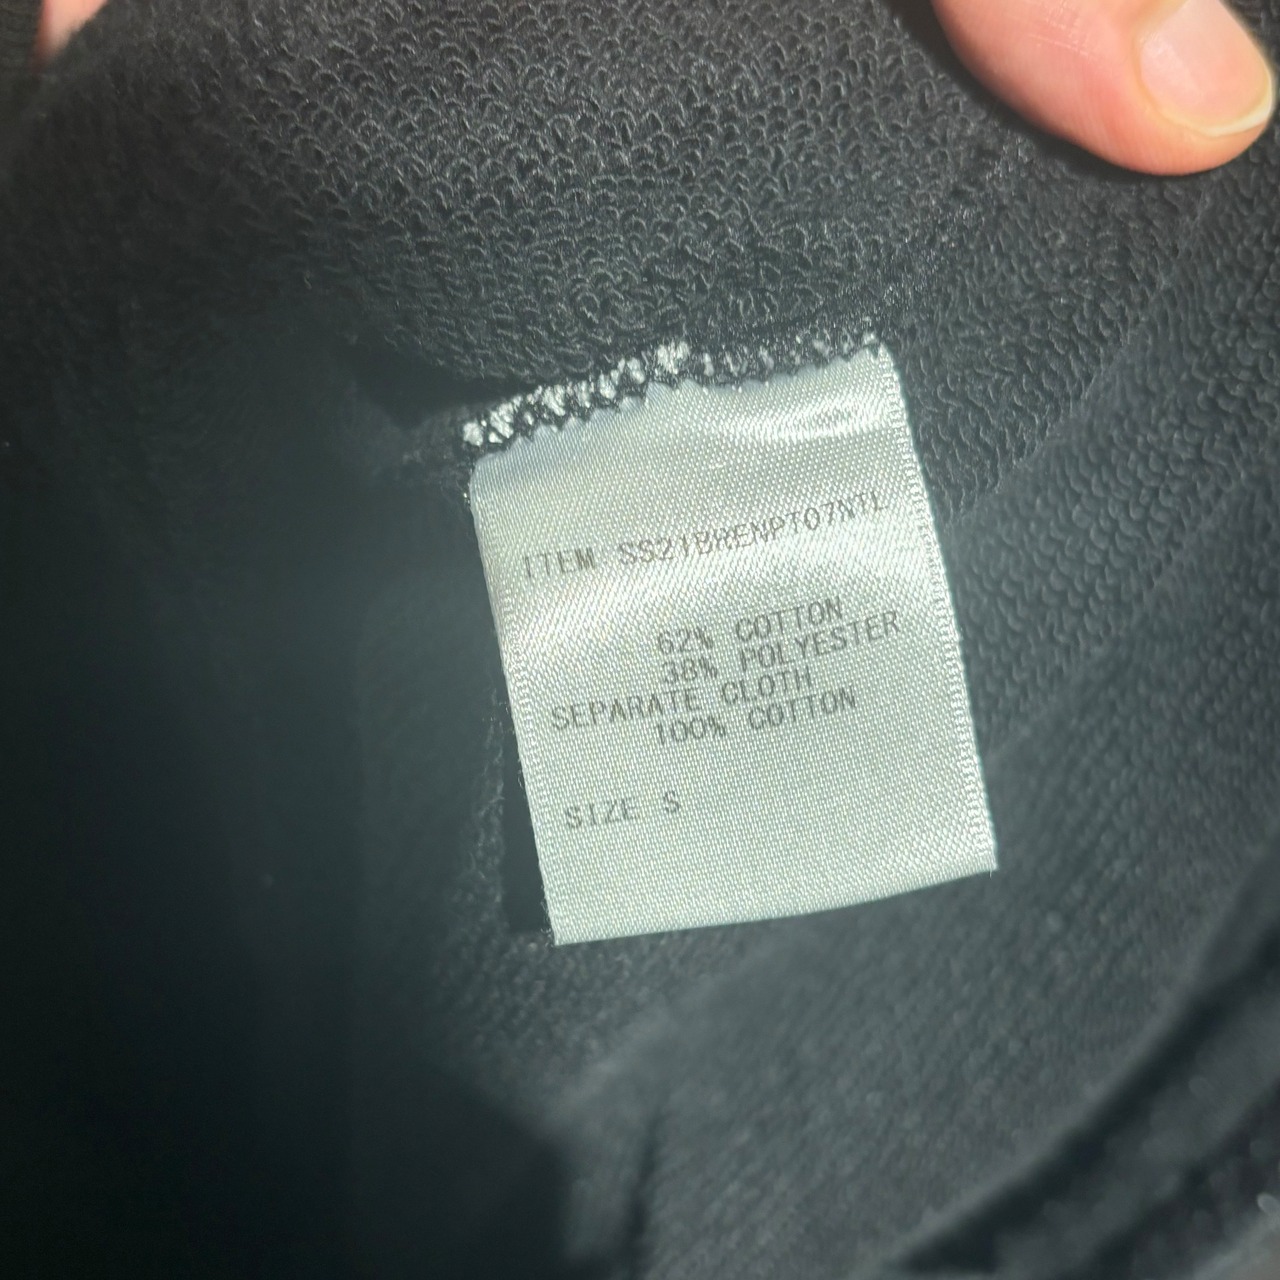 ITEM SS21BRENPT07NTL
62% COTTON
38% POLYESTER
SEPARATE CLOTH
100% COTTON
SIZE S